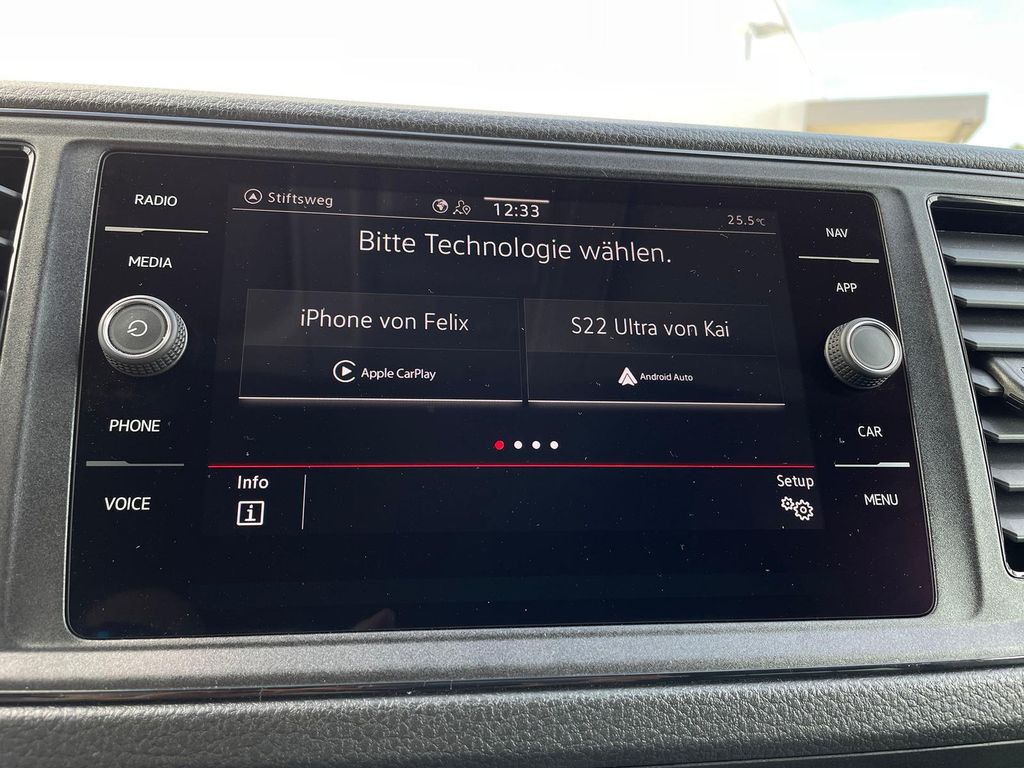 RADIO
MEDIA
PHONE
VOICE
Stiftsweg
12:33
25.5°C
Bitte Technologie wählen.
iPhone von Felix
Apple CarPlay
S22 Ultra von Kai
Android Auto
Info
i
Setup
NAV
APP
CAR
MENU